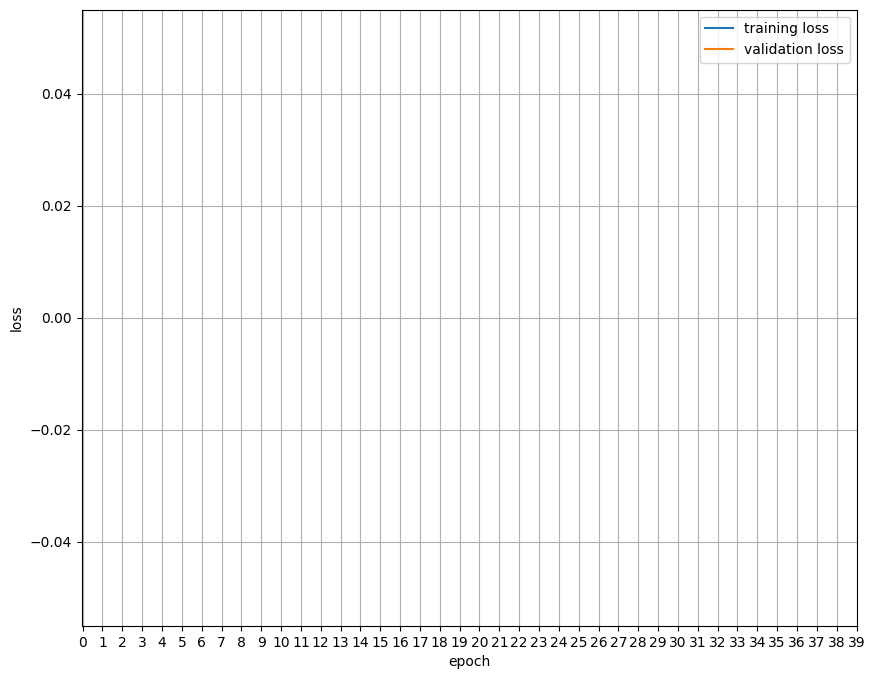 training loss
validation loss
0.04
0.02
0.00
−0.02
−0.04
loss
0 1 2 3 4 5 6 7 8 9 10 11 12 13 14 15 16 17 18 19 20 21 22 23 24 25 26 27 28 29 30 31 32 33 34 35 36 37 38 39
epoch